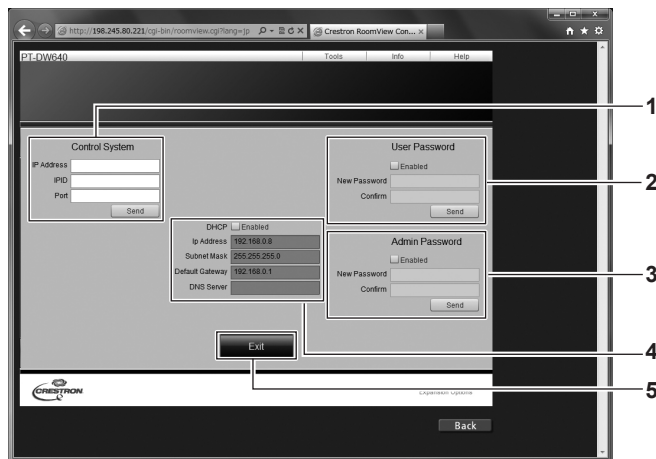 http://198.245.80.221/cgi-bin/roomview.cgi?lang=jp
Crestron RoomView Con...
PT-DW640
Tools
Info
Help
1
Control System
IP Address
IPID
Port
Send
User Password
Enabled
New Password
Confirm
Send
2
DHCP Enabled
Ip Address 192.168.0.8
Subnet Mask 255.255.255.0
Default Gateway 192.168.0.1
DNS Server
Admin Password
Enabled
New Password
Confirm
Send
3
4
Exit
5
CRESTRON
Expansion Options
Back